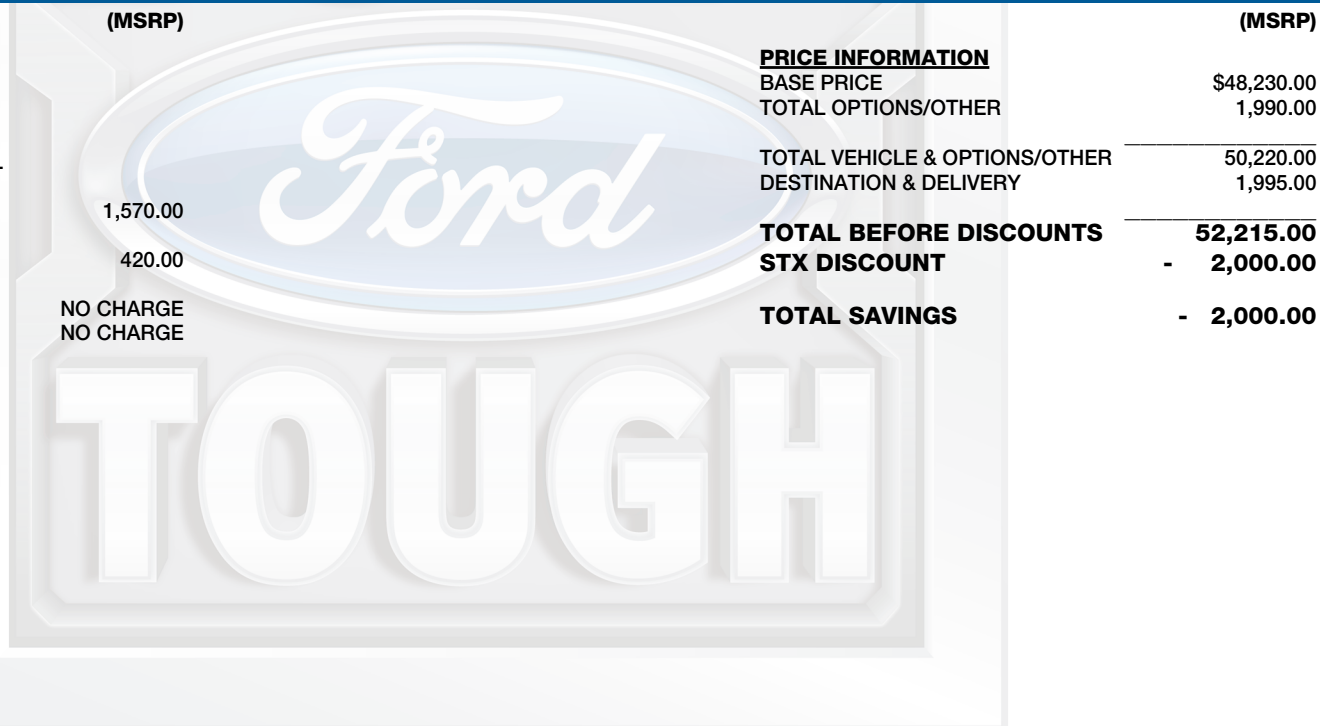 (MSRP)
1,570.00
420.00
NO CHARGE
NO CHARGE
(MSRP)
PRICE INFORMATION
BASE PRICE $48,230.00
TOTAL OPTIONS/OTHER 1,990.00
TOTAL VEHICLE & OPTIONS/OTHER 50,220.00
DESTINATION & DELIVERY 1,995.00
TOTAL BEFORE DISCOUNTS 52,215.00
STX DISCOUNT - 2,000.00
TOTAL SAVINGS - 2,000.00
Ford
TOUGH